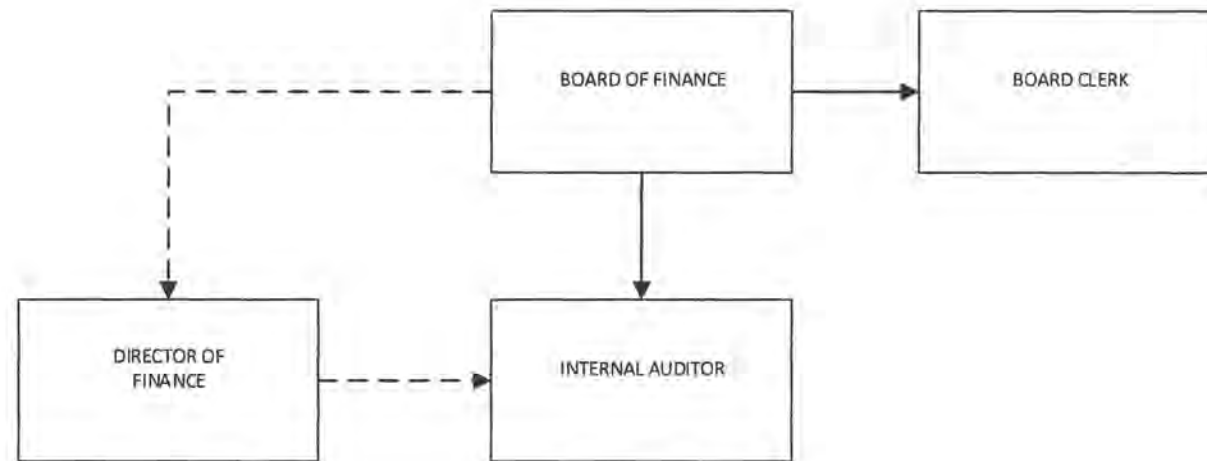 BOARD OF FINANCE
BOARD CLERK
DIRECTOR OF
FINANCE
INTERNAL AUDITOR